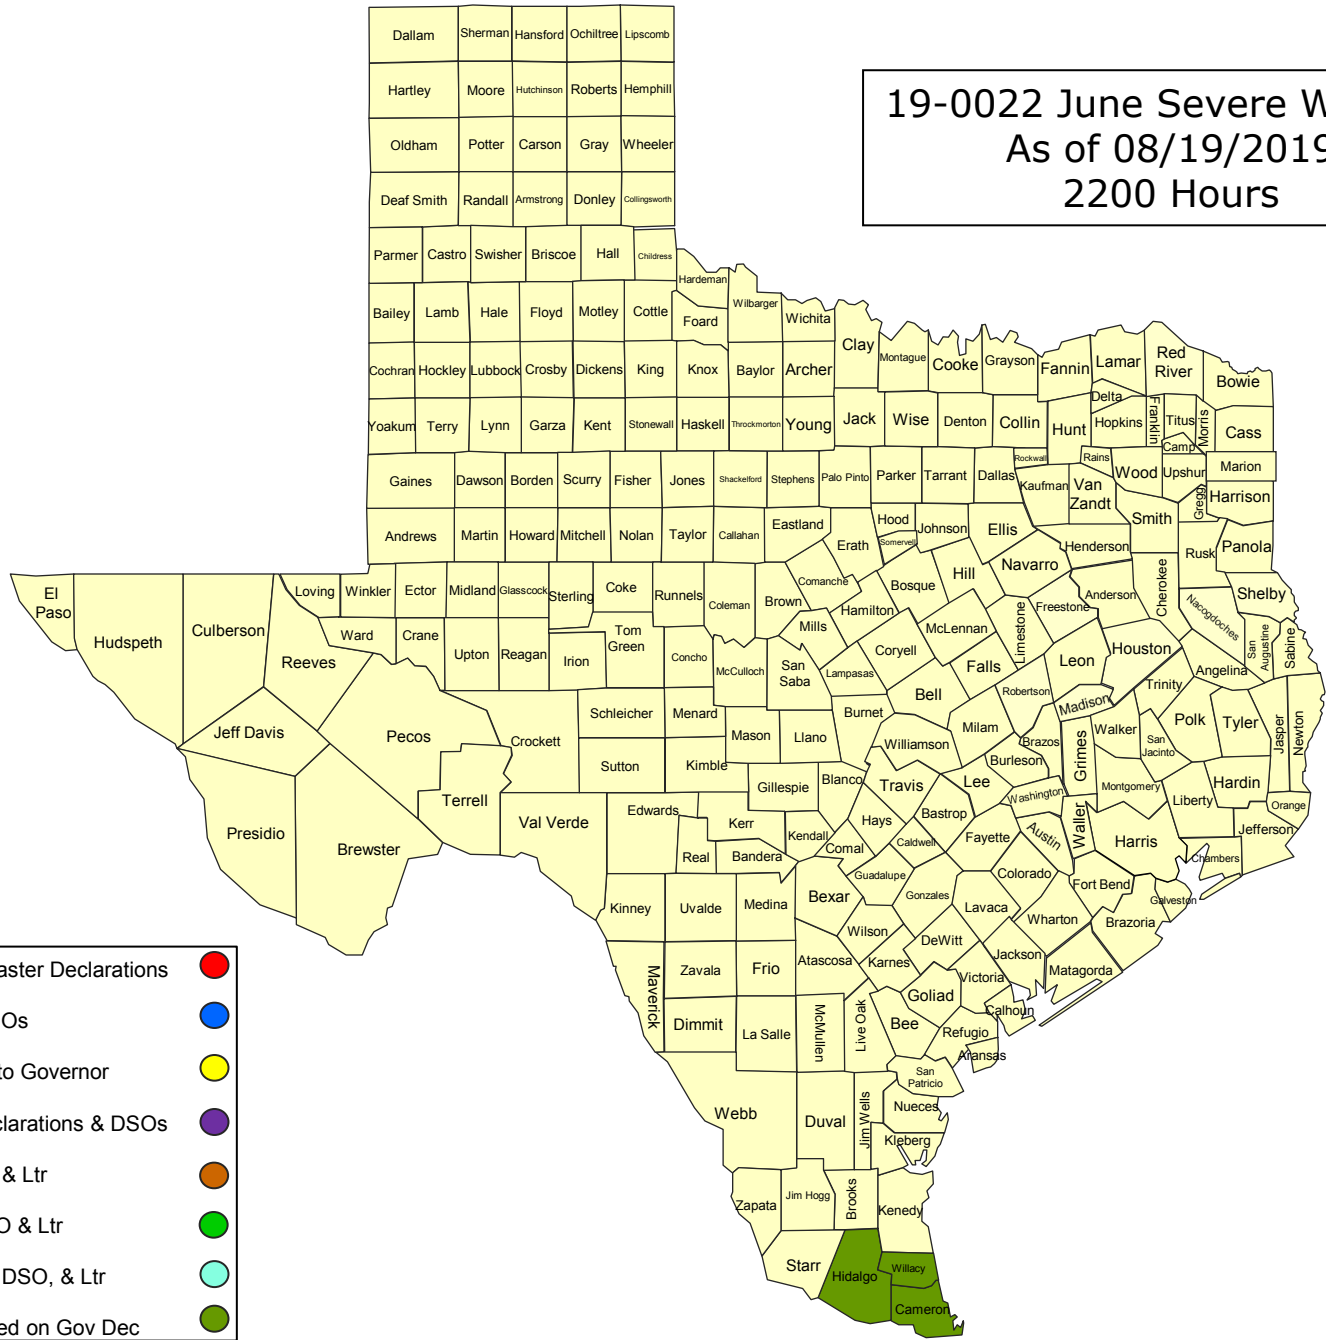 Dallam Sherman Hansford Ochiltree Lipscomb
Hartley Moore Hutchinson Roberts Hemphill
19-0022 June Severe W
As of 08/19/2019
2200 Hours
Oldham Potter Carson Gray Wheeler
Deaf Smith Randall Armstrong Donley Collingsworth
Parmer Castro Swisher Briscoe Hall Childress
Hardeman
Bailey Lamb Hale Floyd Motley Cottle Foard Wilbarger Wichita
Clay Montague Cooke Grayson Fannin Lamar Red
River Bowie
Cochran Hockley Lubbock Crosby Dickens King Knox Baylor Archer
Delta
Yoakum Terry Lynn Garza Kent Stonewall Haskell Throckmorton Young Jack Wise Denton Collin Hunt Hopkins Franklin Titus Morris Cass
Camp
Gaines Dawson Borden Scurry Fisher Jones Shackelford Stephens Palo Pinto Parker Tarrant Dallas Rockwall Kaufman Rains Van
Zandt Wood Upshur Marion
Gregg Harrison
Andrews Martin Howard Mitchell Nolan Taylor Callahan Eastland Erath Hood Somervell Johnson Ellis Henderson Smith Rusk Panola
El
Paso Hudspeth Culberson Loving Winkler Ector Midland Glasscock Sterling Coke Runnels Coleman Brown Comanche Hamilton Bosque Hill Navarro Freestone Anderson Cherokee Nacogdoches Shelby
Reeves Ward Crane Upton Reagan Irion Tom
Green Concho McCulloch San
Saba Mills Lampasas Coryell McLennan Limestone Falls Leon Houston Angelina San
Augustine Sabine
Jeff Davis Pecos Crockett Schleicher Menard Mason Llano Burnet Bell Milam Robertson Madison Trinity
Walker San
Jacinto Polk Tyler Jasper Newton
Sutton Kimble Gillespie Blanco Williamson Travis Lee Burleson Brazos Grimes Washington Montgomery Liberty Hardin Orange
Presidio Brewster Terrell Val Verde Edwards Kerr Real Bandera Kendall Comal Hays Caldwell Bastrop Fayette Austin Waller Harris Chambers Jefferson
Kinney Uvalde Medina Bexar Guadalupe Gonzales Lavaca Colorado Fort Bend Galveston
Wharton Brazoria
Maverick Zavala Frio Atascosa Wilson Karnes DeWitt Jackson Matagorda
Victoria Goliad Calhoun
Dimmit La Salle McMullen Live Oak Bee Refugio Aransas
San
Patricio
Webb Duval Jim Wells Nueces
Kleberg
Zapata Jim Hogg Brooks Kenedy
Starr Hidalgo Willacy
Cameron
aster Declarations
Os
to Governor
clarations & DSOs
& Ltr
O & Ltr
DSO, & Ltr
ed on Gov Dec